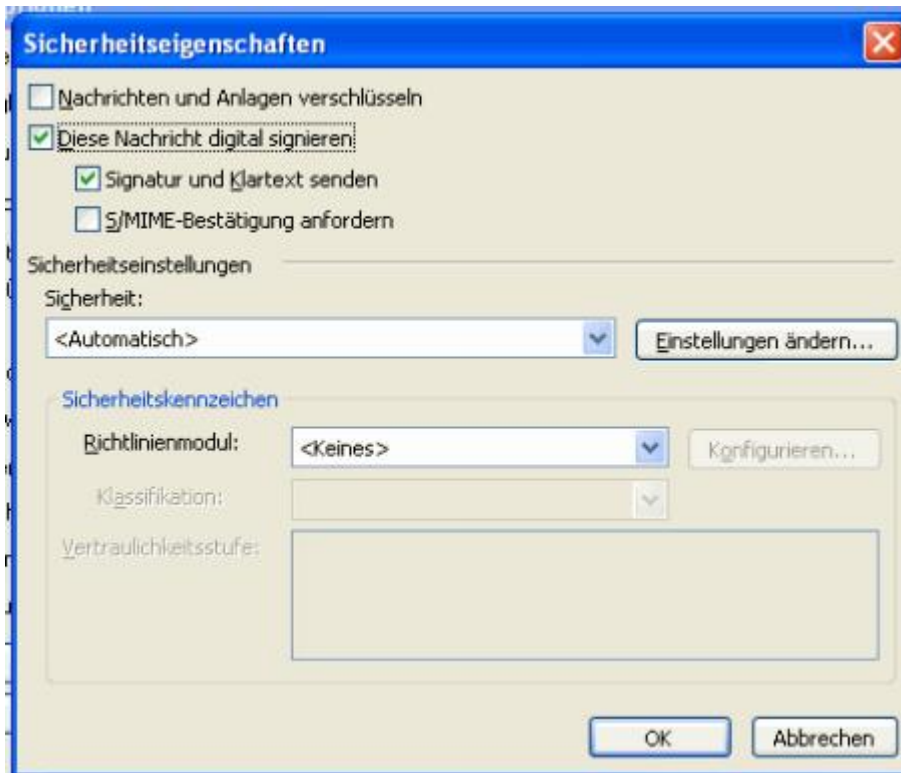 Sicherheitseigenschaften
Nachrichten und Anlagen verschlüsseln
Diese Nachricht digital signieren
Signatur und Klartext senden
S/MIME-Bestätigung anfordern
Sicherheitseinstellungen
Sicherheit:
<Automatisch> Einstellungen ändern...
Sicherheitskennzeichen
Richtlinienmodul: <Keines> Konfigurieren...
Klassifikation:
Vertraulichkeitsstufe:
OK Abbrechen